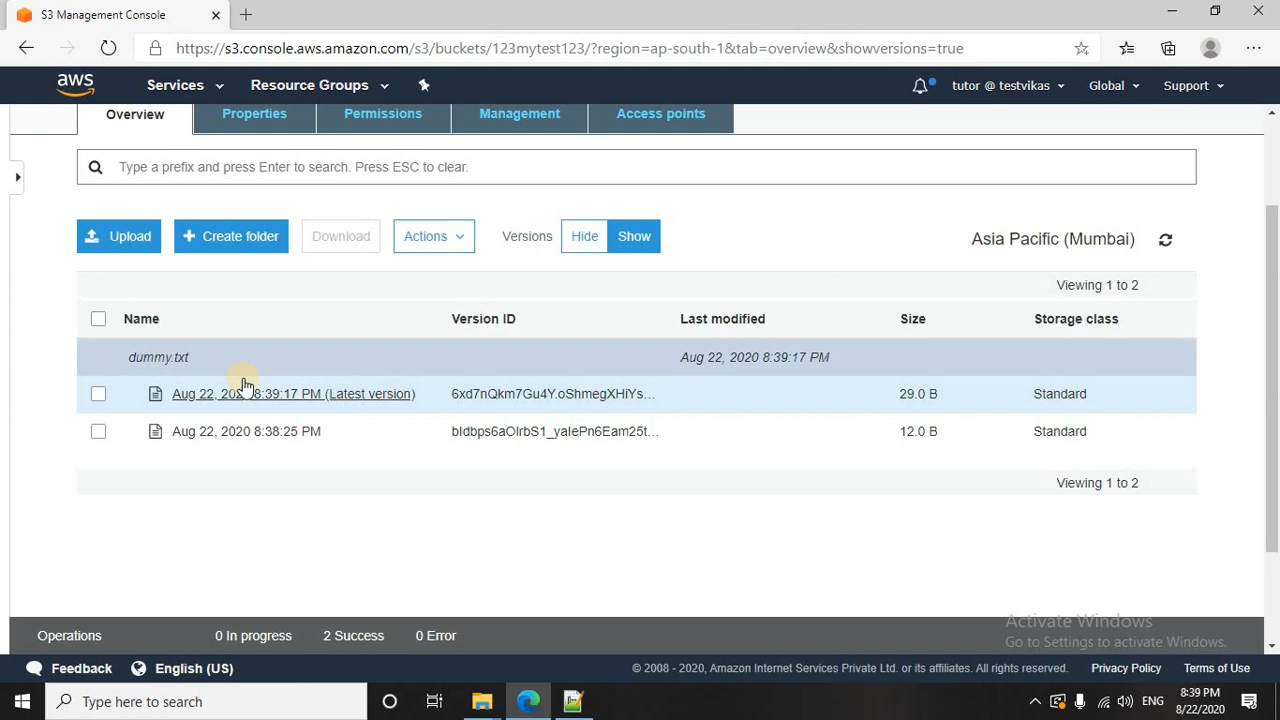 S3 Management Console
https://s3.console.aws.amazon.com/s3/buckets/123mytest123/?region=ap-south-1&tab=overview&showversions=true
aws Services Resource Groups tutor @ testvikas Global Support
Overview Properties Permissions Management Access points
Type a prefix and press Enter to search. Press ESC to clear.
Upload + Create folder Download Actions Versions Hide Show Asia Pacific (Mumbai)
Viewing 1 to 2
Name Version ID Last modified Size Storage class
dummy.txt Aug 22, 2020 8:39:17 PM
Aug 22, 2020 8:39:17 PM (Latest version) 6xd7nQkm7Gu4Y.oShmegXHiYs... 29.0 B Standard
Aug 22, 2020 8:38:25 PM bIdbps6aOlrbS1_yaIePn6Eam25t... 12.0 B Standard
Viewing 1 to 2
Activate Windows
Go to Settings to activate Windows.
Operations 0 In progress 2 Success 0 Error
Feedback English (US) © 2008 - 2020, Amazon Internet Services Private Ltd. or its affiliates. All rights reserved. Privacy Policy Terms of Use
Type here to search ENG 8:39 PM
8/22/2020